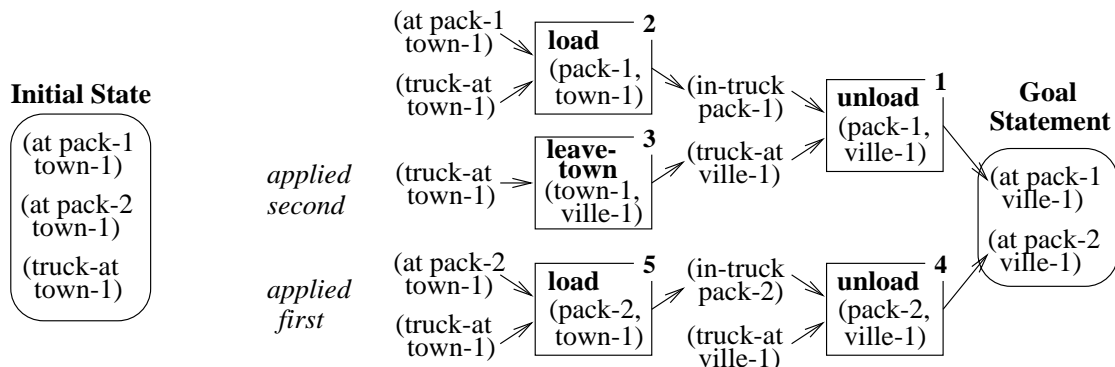 Initial State
(at pack-1
town-1)
(at pack-2
town-1)
(truck-at
town-1)
applied
second
applied
first
(at pack-1
town-1)
(truck-at
town-1)
2
load
(pack-1,
town-1)
(in-truck
pack-1)
1
unload
(pack-1,
ville-1)
(truck-at
town-1)
3
leave-
town
(town-1,
ville-1)
(truck-at
ville-1)
(at pack-2
town-1)
(truck-at
town-1)
5
load
(pack-2,
town-1)
(in-truck
pack-2)
(truck-at
ville-1)
4
unload
(pack-2,
ville-1)
Goal
Statement
(at pack-1
ville-1)
(at pack-2
ville-1)